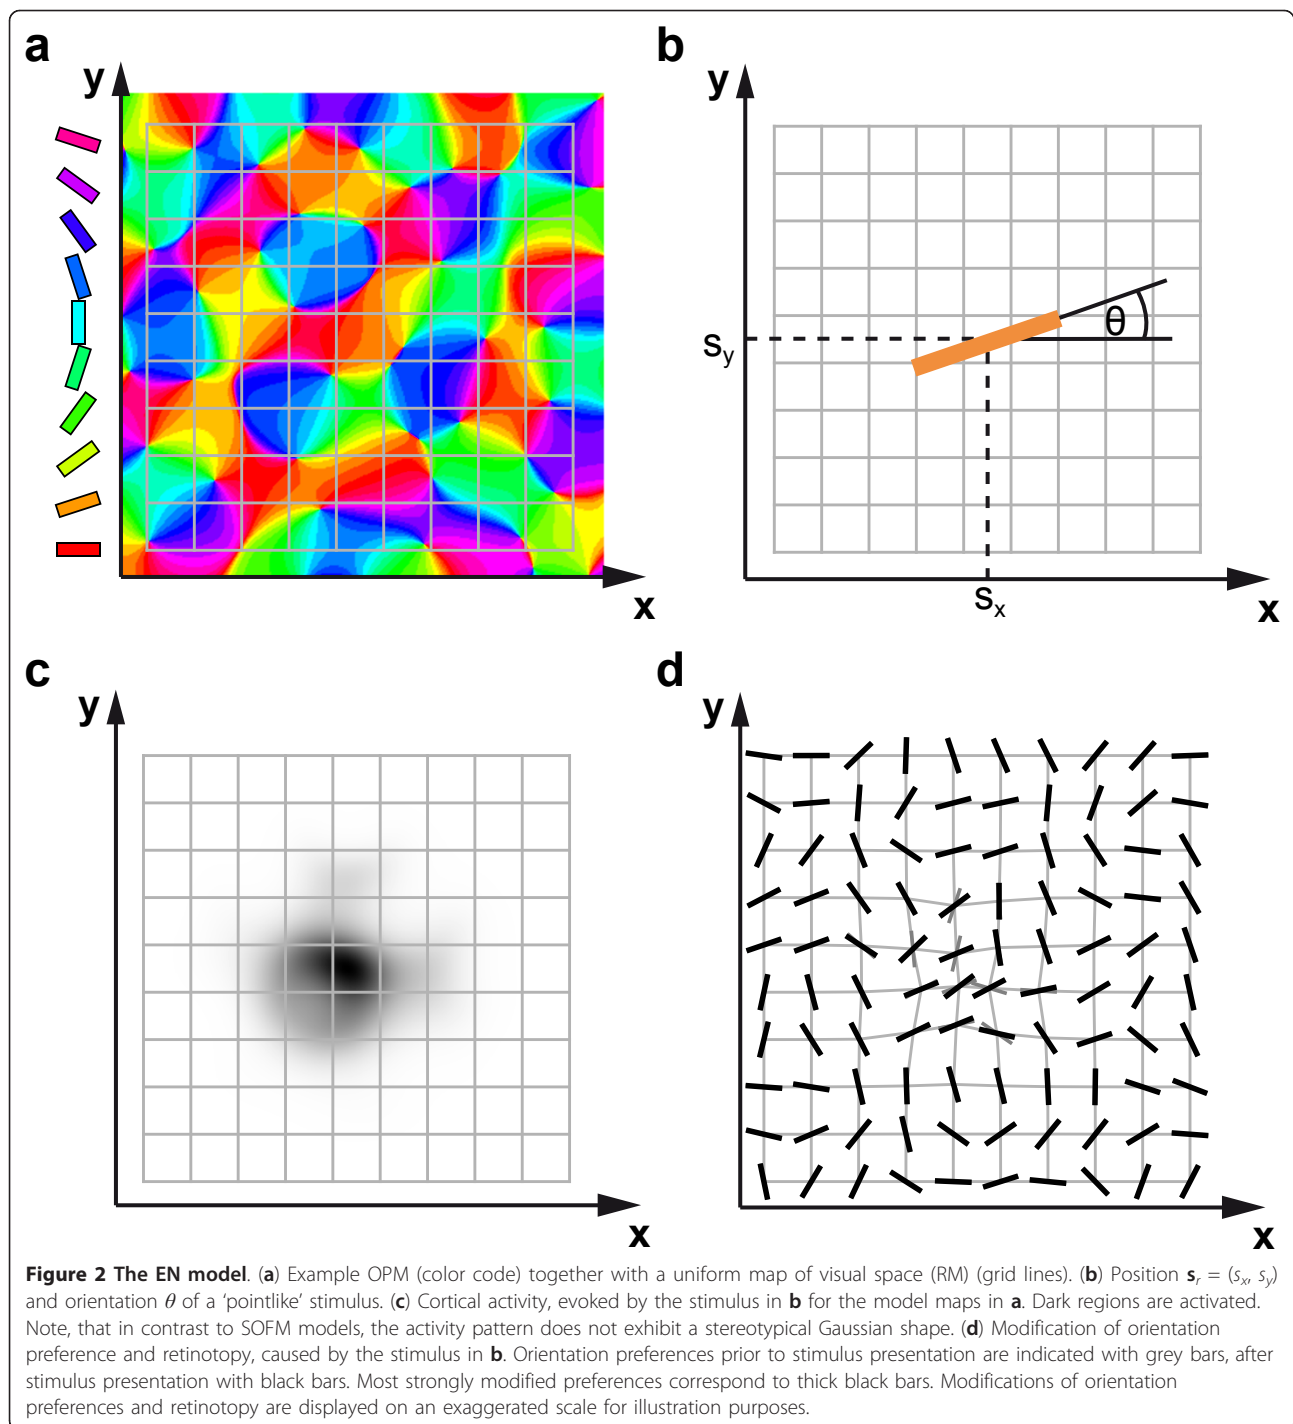 a
y
x
b
y
θ
sy
sx
x
c
y
x
d
y
x
Figure 2 The EN model. (a) Example OPM (color code) together with a uniform map of visual space (RM) (grid lines). (b) Position sr = (sx, sy)
and orientation θ of a ‘pointlike’ stimulus. (c) Cortical activity, evoked by the stimulus in b for the model maps in a. Dark regions are activated.
Note, that in contrast to SOFM models, the activity pattern does not exhibit a stereotypical Gaussian shape. (d) Modification of orientation
preference and retinotopy, caused by the stimulus in b. Orientation preferences prior to stimulus presentation are indicated with grey bars, after
stimulus presentation with black bars. Most strongly modified preferences correspond to thick black bars. Modifications of orientation
preferences and retinotopy are displayed on an exaggerated scale for illustration purposes.